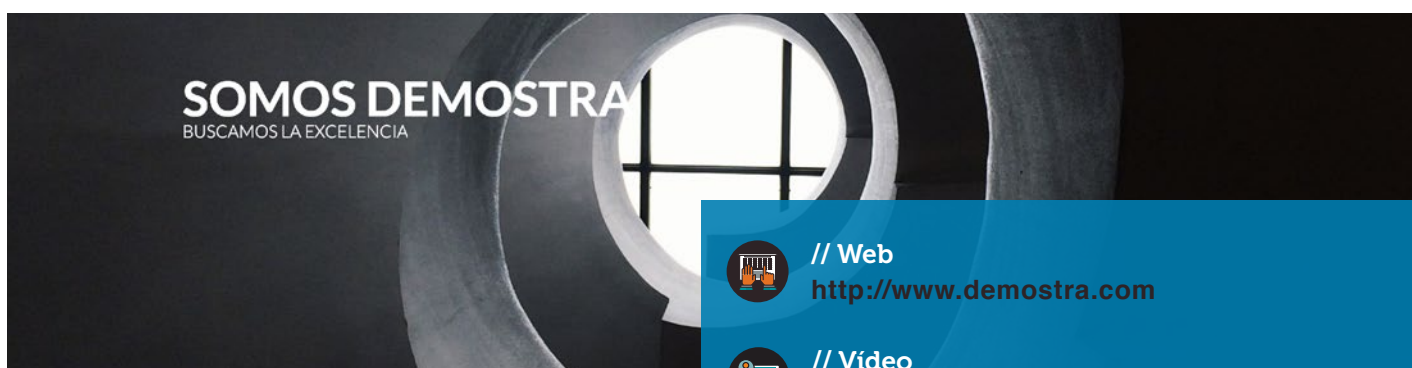 SOMOS DEMOSTRA
BUSCAMOS LA EXCELENCIA
// Web
http://www.demostra.com
// Vídeo